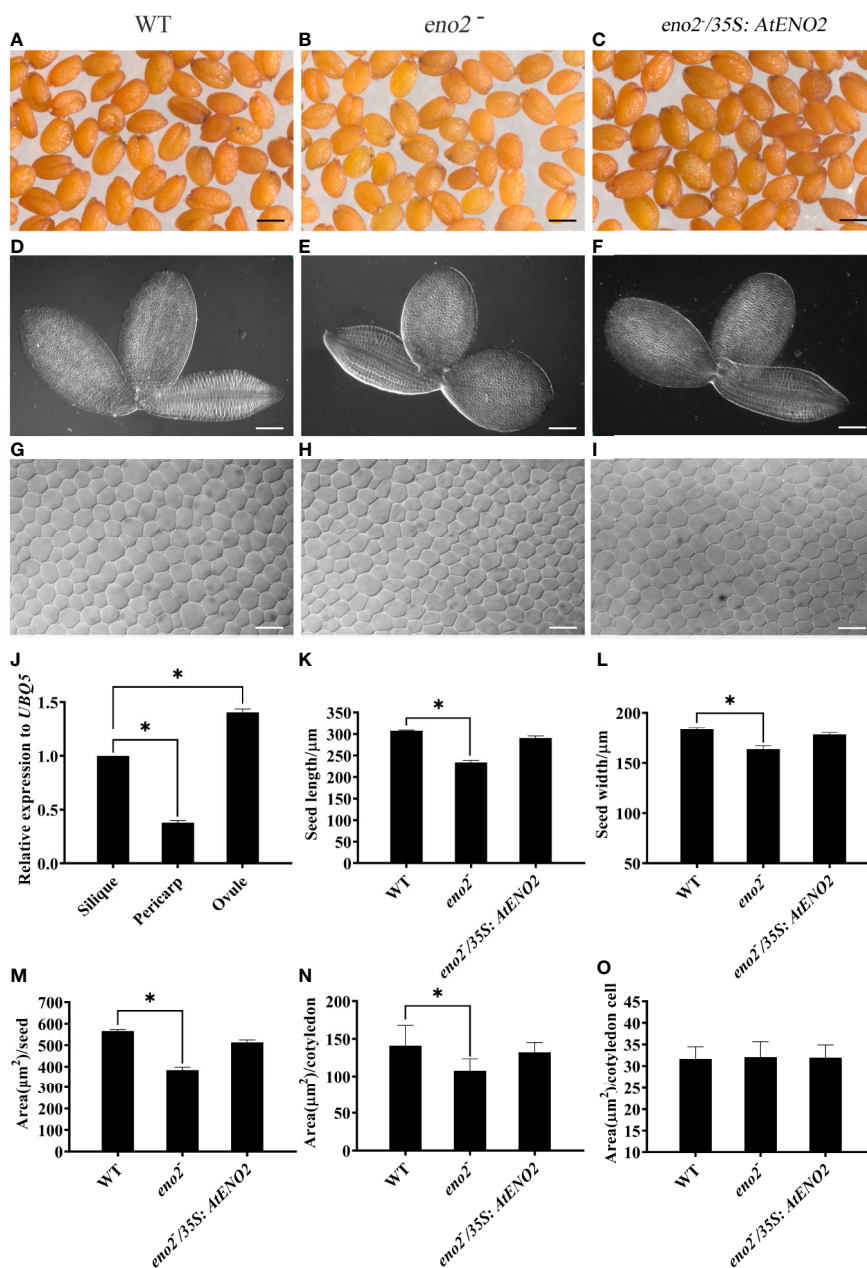 WT
eno2⁻
eno2⁻/35S: AtENO2
A
B
C
D
E
F
G
H
I
J
Relative expression to UBQ5
1.5
1.0
0.5
0.0
*
*
Silique
Pericarp
Ovule
K
Seed length/μm
350
300
250
200
150
100
50
0
*
WT
eno2⁻
eno2⁻/35S: AtENO2
L
Seed width/μm
200
150
100
50
*
WT
eno2⁻
eno2⁻/35S: AtENO2
M
Area(μm²)/seed
700
600
500
400
300
200
100
0
*
WT
eno2⁻
eno2⁻/35S: AtENO2
N
Area(μm²)/cotyledon
200
150
100
50
0
*
WT
eno2⁻
eno2⁻/35S: AtENO2
O
Area(μm²)/cotyledon cell
45
40
35
30
25
20
15
10
WT
eno2⁻
eno2⁻/35S: AtENO2